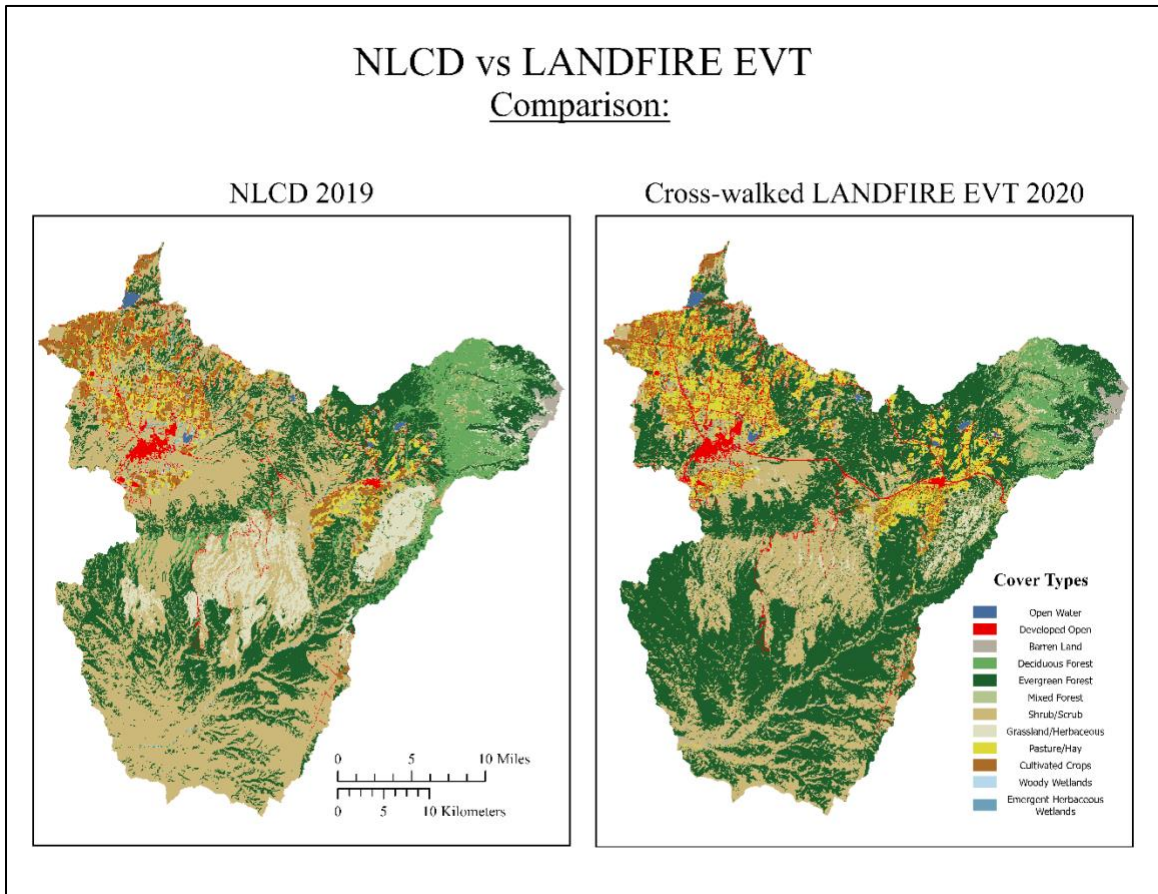 NLCD vs LANDFIRE EVT
Comparison:
NLCD 2019
Cross-walked LANDFIRE EVT 2020
0 5 10 Miles
0 5 10 Kilometers
Cover Types
Open Water
Developed Open
Barren Land
Deciduous Forest
Evergreen Forest
Mixed Forest
Shrub/Scrub
Grassland/Herbaceous
Pasture/Hay
Cultivated Crops
Woody Wetlands
Emergent Herbaceous
Wetlands